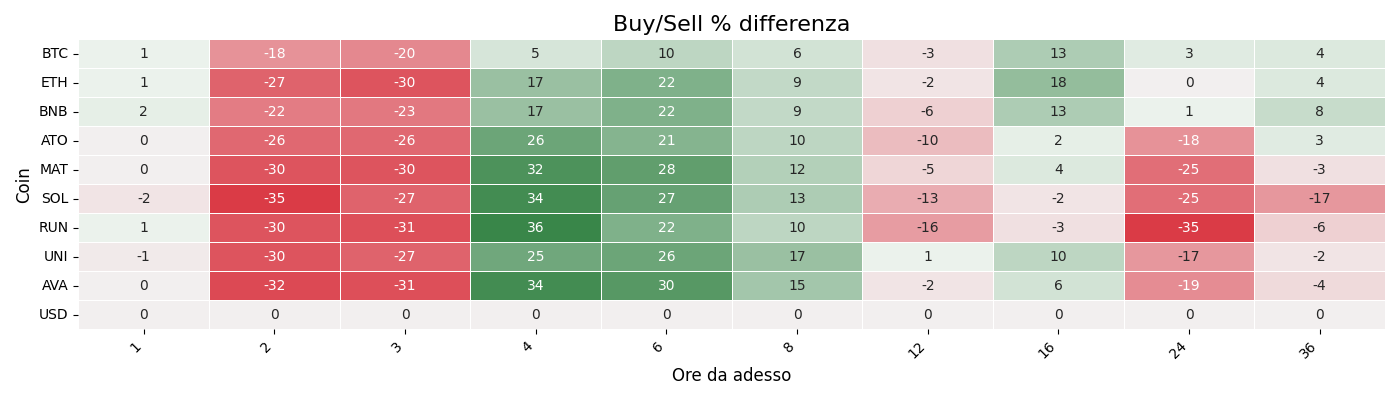 Buy/Sell % differenza
Coin
BTC 1 -18 -20 5 10 6 -3 13 3 4
ETH 1 -27 -30 17 22 9 -2 18 0 4
BNB 2 -22 -23 17 22 9 -6 13 1 8
ATO 0 -26 -26 26 21 10 -10 2 -18 3
MAT 0 -30 -30 32 28 12 -5 4 -25 -3
SOL -2 -35 -27 34 27 13 -13 -2 -25 -17
RUN 1 -30 -31 36 22 10 -16 -3 -35 -6
UNI -1 -30 -27 25 26 17 1 10 -17 -2
AVA 0 -32 -31 34 30 15 -2 6 -19 -4
USD 0 0 0 0 0 0 0 0 0 0
1 2 3 4 6 8 12 16 24 36
Ore da adesso